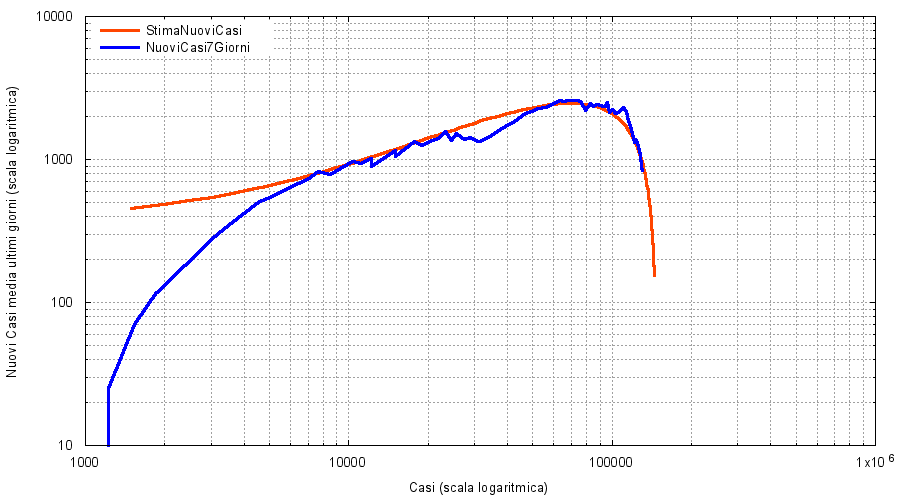 10000
StimaNuoviCasi
NuoviCasi7Giorni
1000
100
10
Nuovi Casi media ultimi giorni (scala logaritmica)
1000 10000 100000 1x10 6
Casi (scala logaritmica)